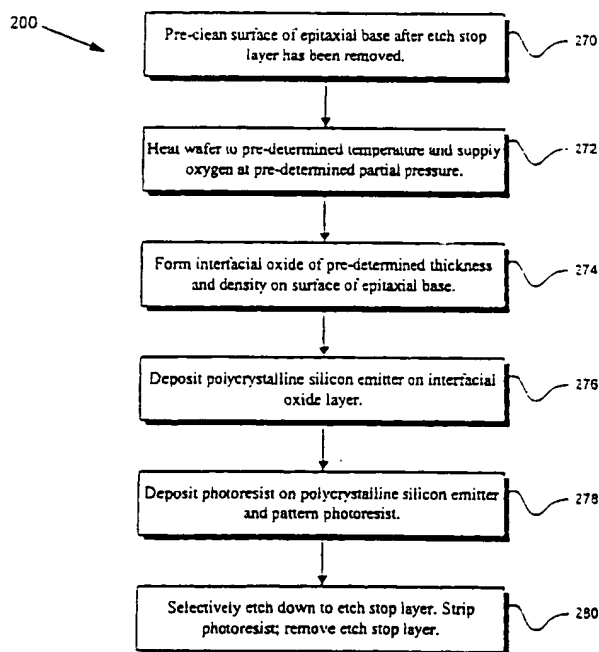 200
Pre-clean surface of epitaxial base after etch stop
layer has been removed.
270
Heat wafer to pre-determined temperature and supply
oxygen at pre-determined partial pressure.
272
Form interfacial oxide of pre-determined thickness
and density on surface of epitaxial base.
274
Deposit polycrystalline silicon emitter on interfacial
oxide layer.
276
Deposit photoresist on polycrystalline silicon emitter
and pattern photoresist.
278
Selectively etch down to etch stop layer. Strip
photoresist; remove etch stop layer.
280